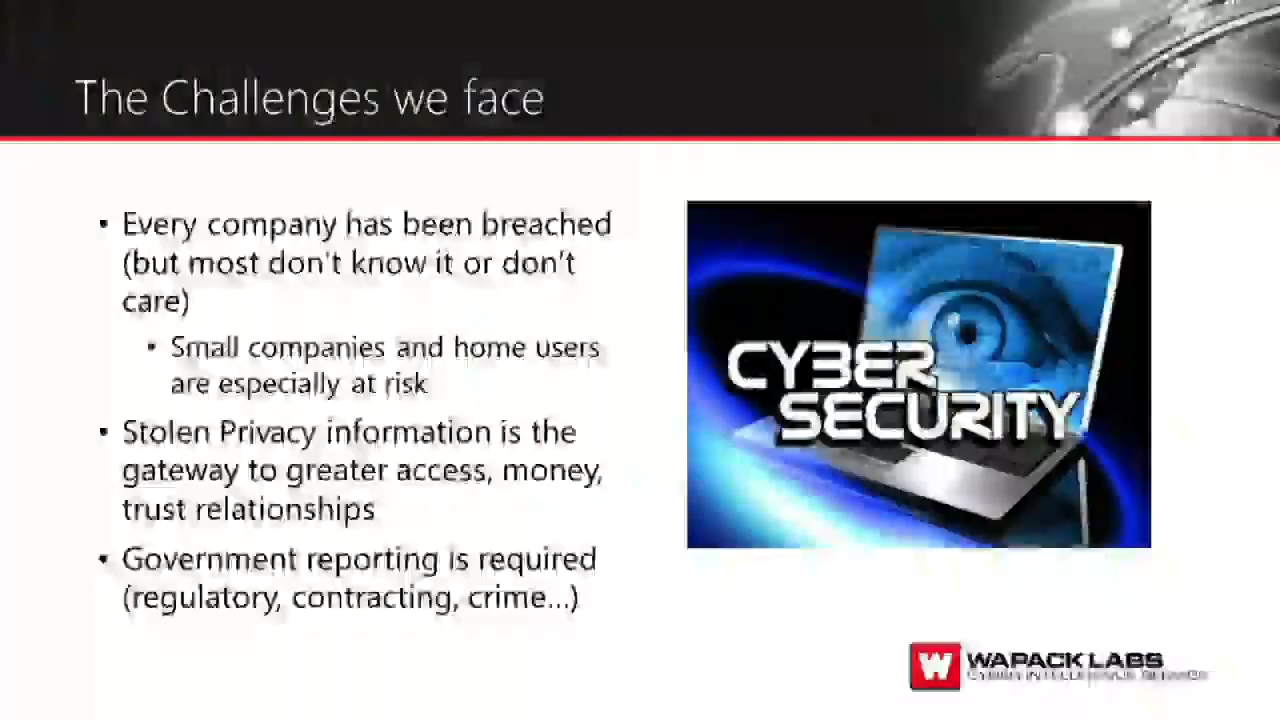 The Challenges we face
▪ Every company has been breached
(but most don't know it or don't
care)
▪ Small companies and home users
are especially at risk
▪ Stolen Privacy information is the
gateway to greater access, money,
trust relationships
▪ Government reporting is required
(regulatory, contracting, crime...)
CYBER
SECURITY
W
WAPACK LABS
CYBER INTELLIGENCE